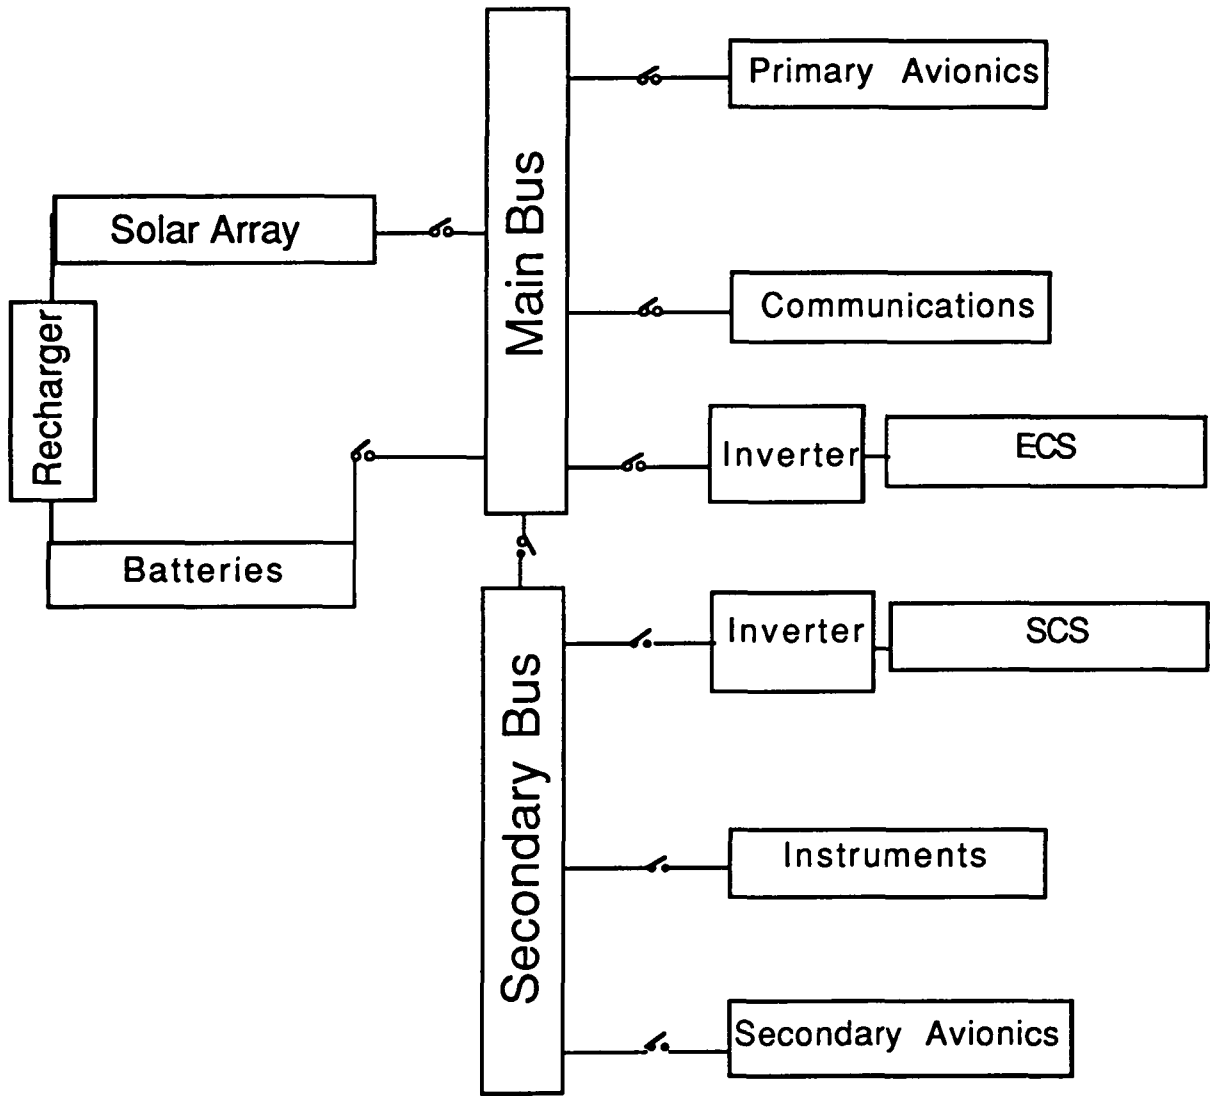 Primary Avionics
Solar Array
Main Bus
Communications
Recharger
Inverter
ECS
Batteries
Inverter
SCS
Secondary Bus
Instruments
Secondary Avionics